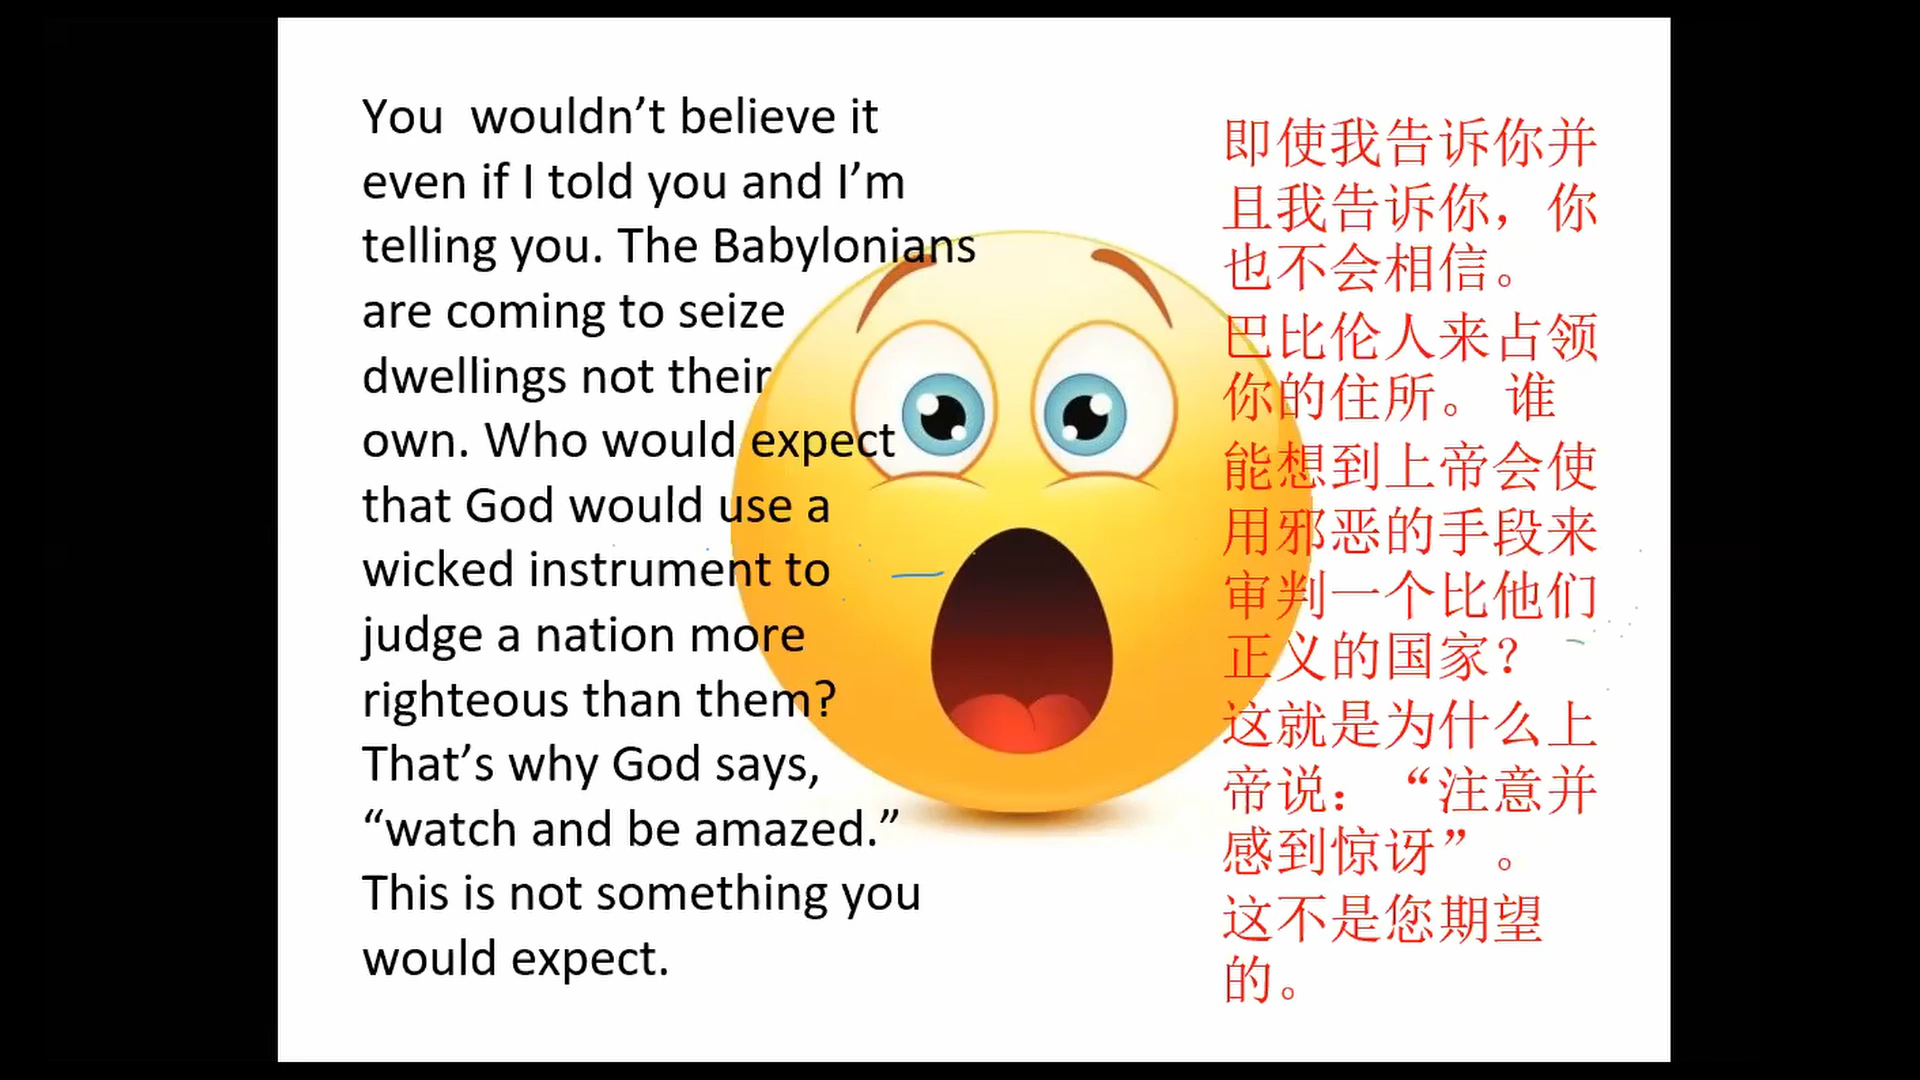 You  wouldn’t believe it
even if I told you and I’m
telling you. The Babylonians
are coming to seize
dwellings not their
own. Who would expect
that God would use a
wicked instrument to
judge a nation more
righteous than them?
That’s why God says,
“watch and be amazed.”
This is not something you
would expect.
即使我告诉你并
且我告诉你，你
也不会相信。
巴比伦人来占领
你的住所。 谁
能想到上帝会使
用邪恶的手段来
审判一个比他们
正义的国家？
这就是为什么上
帝说：“注意并
感到惊讶”。
这不是您期望
的。